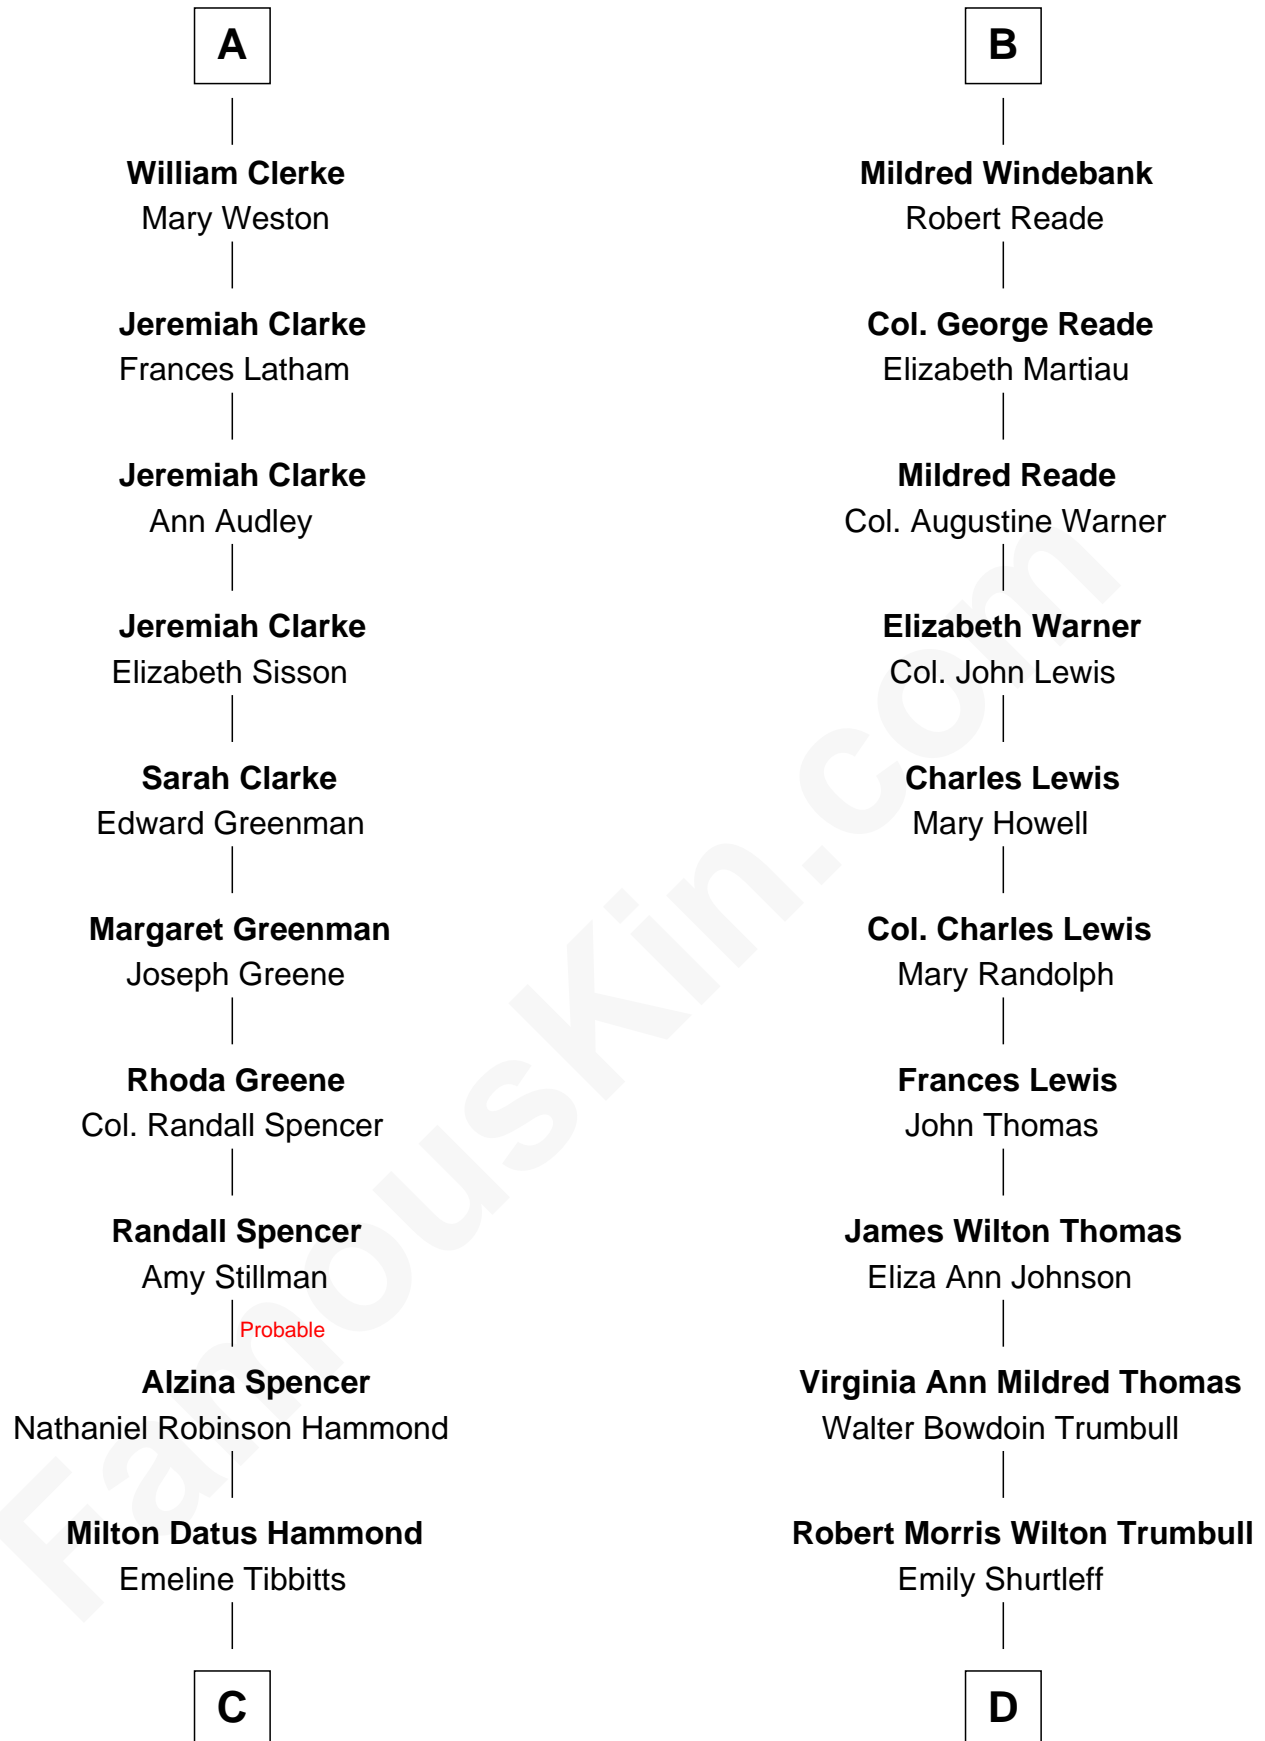 A
William Clerke
Mary Weston
Jeremiah Clarke
Frances Latham
Jeremiah Clarke
Ann Audley
Jeremiah Clarke
Elizabeth Sisson
Sarah Clarke
Edward Greenman
Margaret Greenman
Joseph Greene
Rhoda Greene
Col. Randall Spencer
Randall Spencer
Amy Stillman
Probable
Alzina Spencer
Nathaniel Robinson Hammond
Milton Datus Hammond
Emeline Tibbitts
C
B
Mildred Windebank
Robert Reade
Col. George Reade
Elizabeth Martiau
Mildred Reade
Col. Augustine Warner
Elizabeth Warner
Col. John Lewis
Charles Lewis
Mary Howell
Col. Charles Lewis
Mary Randolph
Frances Lewis
John Thomas
James Wilton Thomas
Eliza Ann Johnson
Virginia Ann Mildred Thomas
Walter Bowdoin Trumbull
Robert Morris Wilton Trumbull
Emily Shurtleff
D
FamousKin.com